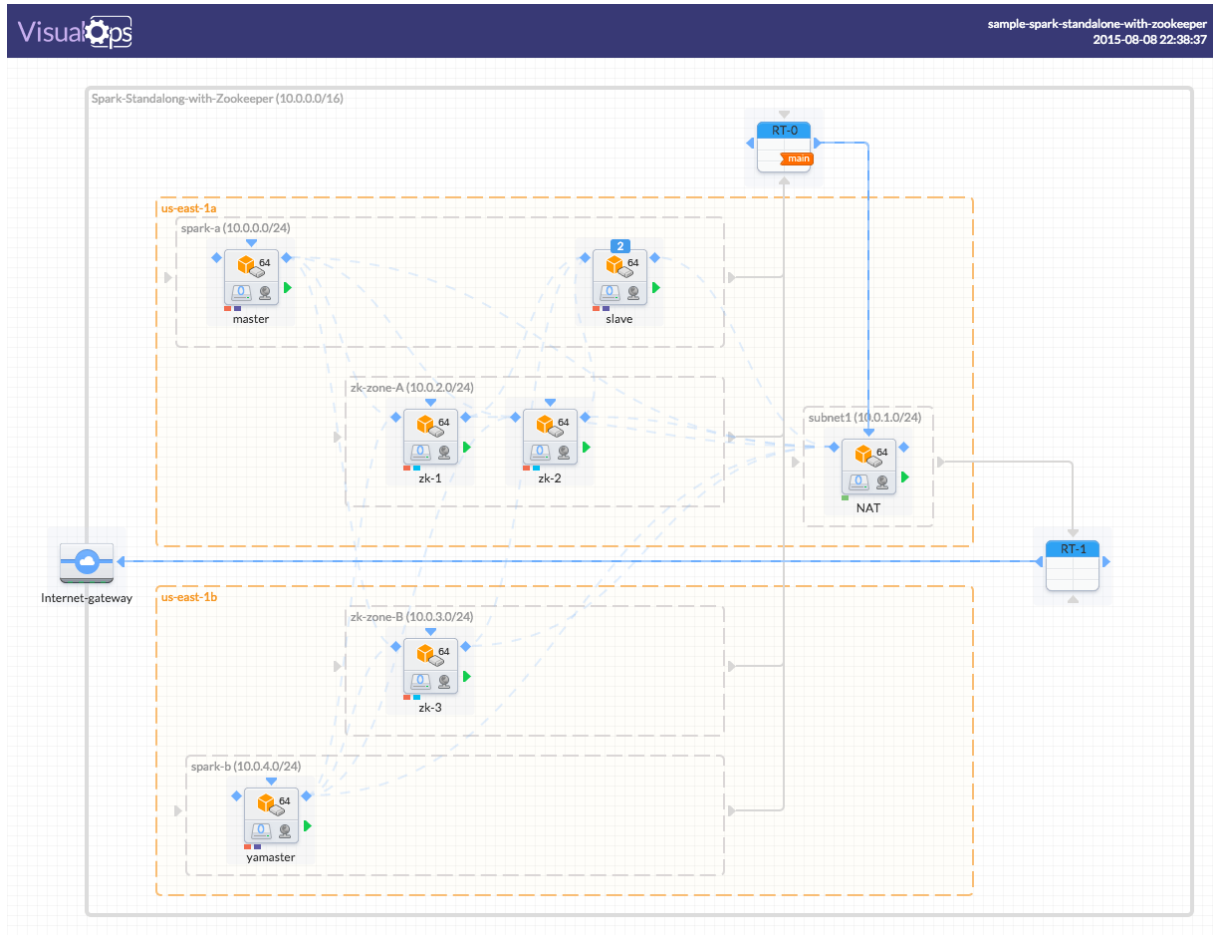 VisualOps
sample-spark-standalone-with-zookeeper
2015-08-08 22:38:37
Spark-Standalong-with-Zookeeper (10.0.0.0/16)
RT-0
main
us-east-1a
spark-a (10.0.0.0/24)
64
0
master
2
64
0
slave
zk-zone-A (10.0.2.0/24)
64
0
zk-1
64
0
zk-2
subnet1 (10.0.1.0/24)
64
0
NAT
RT-1
Internet-gateway
us-east-1b
zk-zone-B (10.0.3.0/24)
64
0
zk-3
spark-b (10.0.4.0/24)
64
0
yamaster